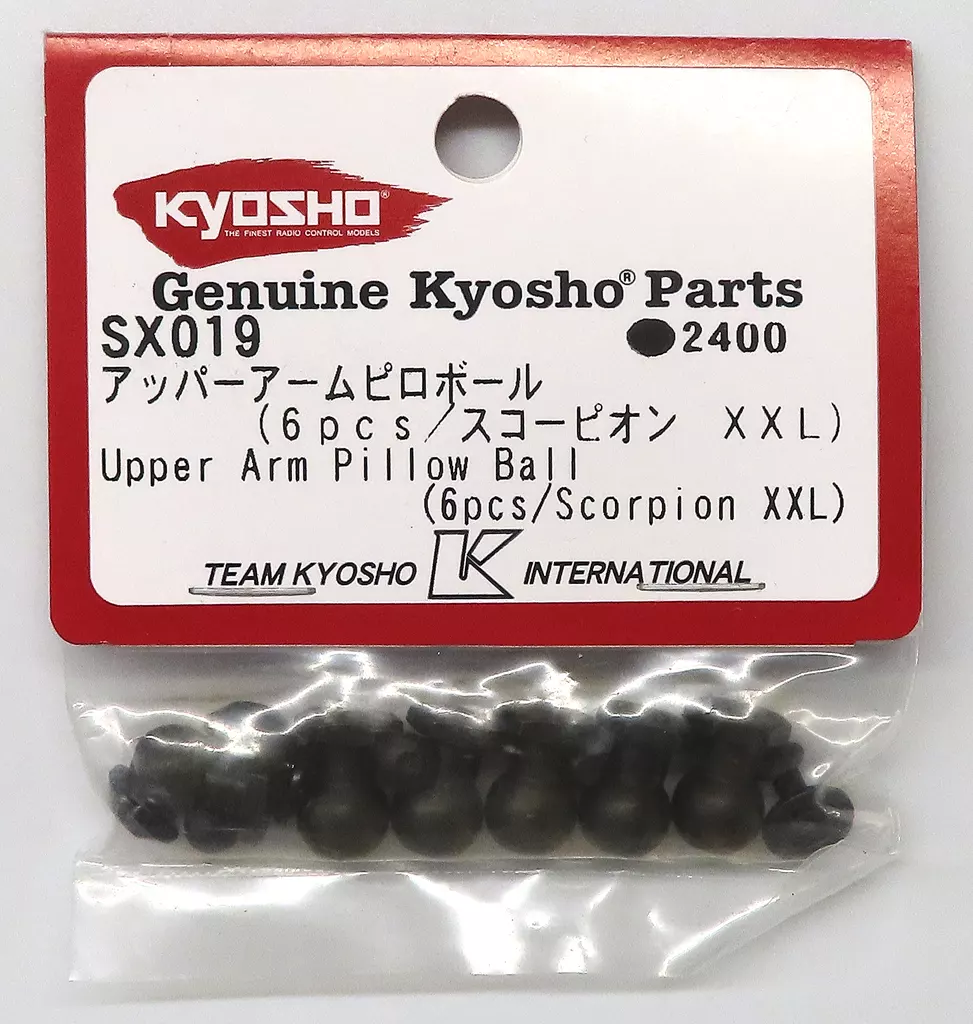 KYOSHO®
THE FINEST RADIO CONTROL MODELS
Genuine Kyosho® Parts
SX019 ●2400
アッパーアームピロボール
(6pcs/スコーピオン XXL)
Upper Arm Pillow Ball
(6pcs/Scorpion XXL)
TEAM KYOSHO K INTERNATIONAL